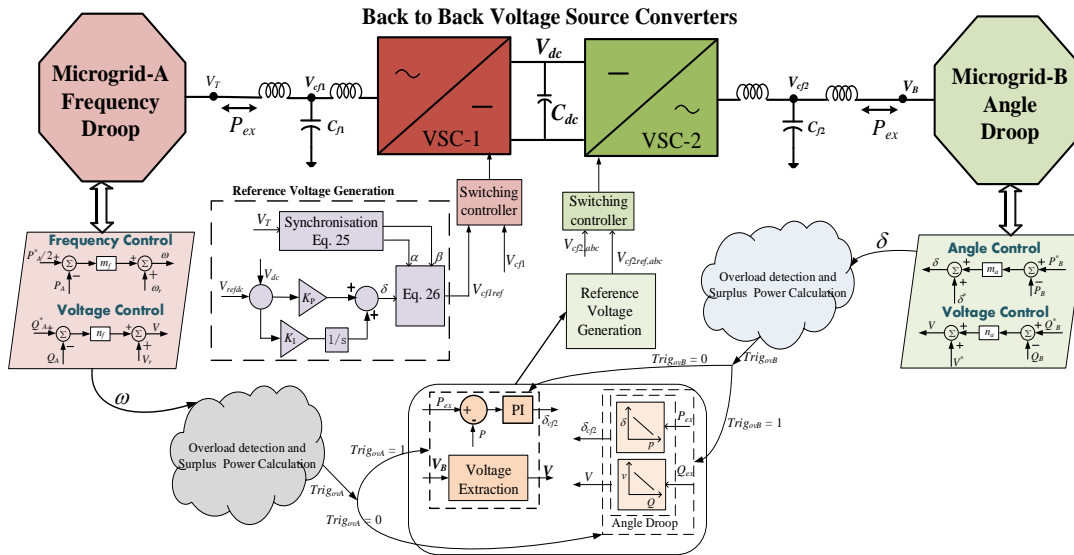 Back to Back Voltage Source Converters
Microgrid-A
Frequency
Droop
V_T
P_ex
V_cf1
C_f1
VSC-1
V_dc
C_dc
VSC-2
V_cf2
C_f2
V_B
P_ex
Microgrid-B
Angle
Droop
Reference Voltage Generation
V_T
Synchronisation
Eq. 25
α
β
V_dc
V_refdc
K_P
K_I
1/s
+
+
δ
Eq. 26
V_cf1ref
Switching
controller
V_cf1
Switching
controller
V_cf2,abc
V_cf2ref,abc
Reference
Voltage
Generation
Frequency Control
P*_A/2
+
Σ
m_f
+
Σ
ω
P_A
−
+
ω_r
Voltage Control
Q*_A
+
Σ
n_f
+
Σ
V
Q_A
−
+
V_r
ω
Overload detection and
Surplus Power Calculation
Trig_ovA
Trig_ovA = 1
Trig_ovA = 0
δ
Overload detection and
Surplus Power Calculation
Trig_ovB
Trig_ovB = 0
Trig_ovB = 1
Angle Control
δ
Σ
+
+
m_a
Σ
+
P*_B
δ*
−
P_B
Voltage Control
V
Σ
+
+
n_a
Σ
+
Q*_B
V*
−
Q_B
P_ex
+
-
P
PI
δ_cf2
V_B
Voltage
Extraction
V
δ_cf2
δ
p
P_ex
V
v
Q
Q_ex
Angle Droop